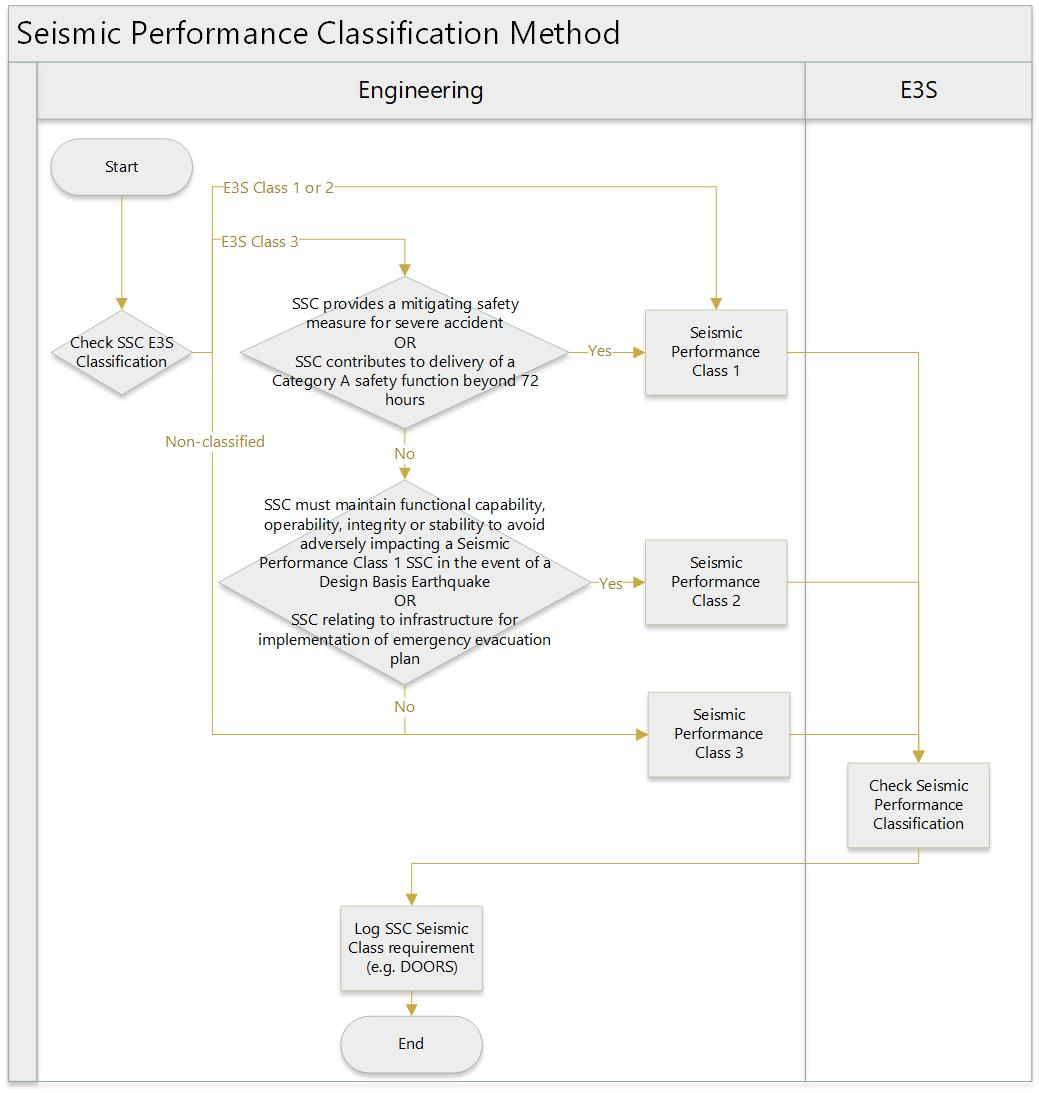 Seismic Performance Classification Method
Engineering
E3S
Start
E3S Class 1 or 2
E3S Class 3
Check SSC E3S
Classification
SSC provides a mitigating safety
measure for severe accident
OR
SSC contributes to delivery of a
Category A safety function beyond 72
hours
Yes
Seismic
Performance
Class 1
Non-classified
No
SSC must maintain functional capability,
operability, integrity or stability to avoid
adversely impacting a Seismic
Performance Class 1 SSC in the event of a
Design Basis Earthquake
OR
SSC relating to infrastructure for
implementation of emergency evacuation
plan
Yes
Seismic
Performance
Class 2
No
Seismic
Performance
Class 3
Check Seismic
Performance
Classification
Log SSC Seismic
Class requirement
(e.g. DOORS)
End